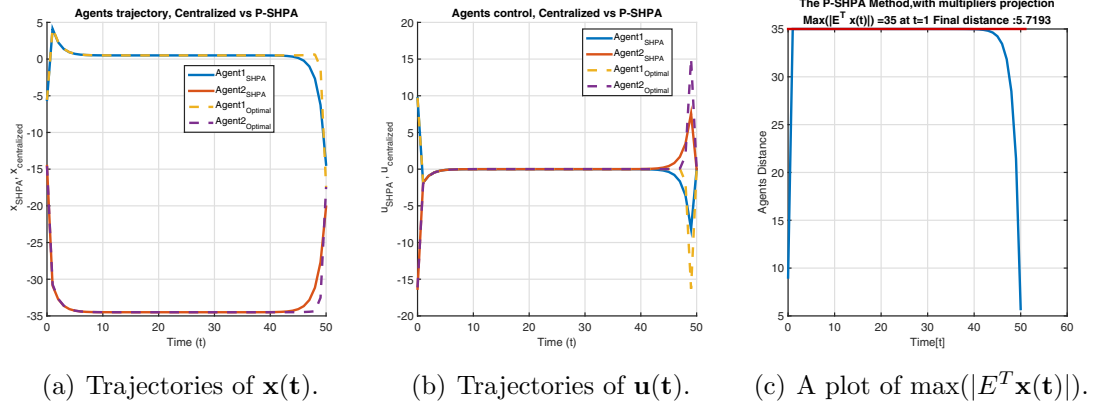 Agents trajectory, Centralized vs P-SHPA
5
0
-5
-10
-15
-20
-25
-30
-35
x_SHPA, x_centralized
Agent1_SHPA
Agent2_SHPA
Agent1_Optimal
Agent2_Optimal
0 10 20 30 40 50
Time (t)
(a) Trajectories of x(t).
Agents control, Centralized vs P-SHPA
20
15
10
5
0
-5
-10
-15
-20
u_SHPA, u_centralized
Agent1_SHPA
Agent2_SHPA
Agent1_Optimal
Agent2_Optimal
0 10 20 30 40 50
Time (t)
(b) Trajectories of u(t).
The P-SHPA Method,with multipliers projection
Max(|E^T x(t)|) =35 at t=1 Final distance :5.7193
35
30
25
20
15
10
5
Agents Distance
0 10 20 30 40 50 60
Time[t]
(c) A plot of max(|E^T x(t)|).